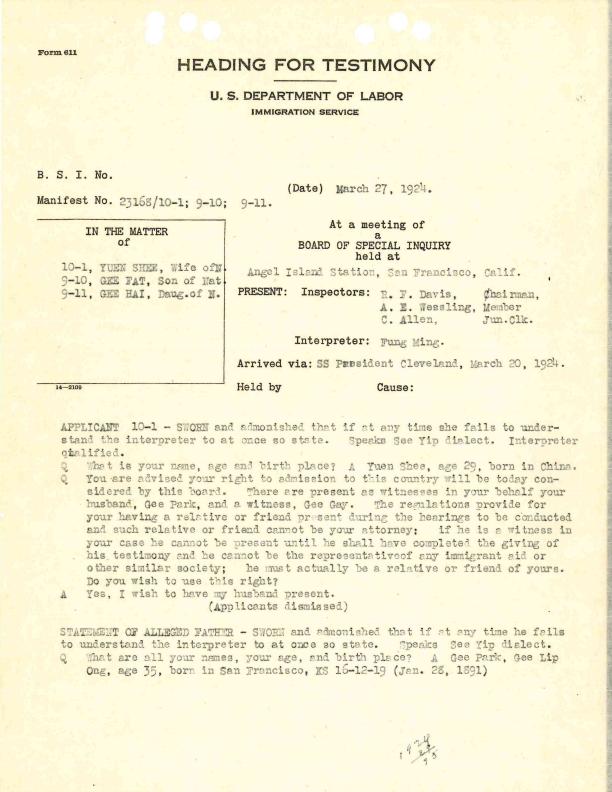 Form 611
HEADING FOR TESTIMONY
U. S. DEPARTMENT OF LABOR
IMMIGRATION SERVICE
B. S. I. No.
(Date) March 27, 1924.
Manifest No. 23168/10-1; 9-10; 9-11.
IN THE MATTER
of
10-1, YUEN SHEE, Wife ofN.
9-10, GEE FAT, Son of Nat.
9-11, GEE HAI, Daug.of N.
14—2109
At a meeting of
a
BOARD OF SPECIAL INQUIRY
held at
Angel Island Station, San Francisco, Calif.
PRESENT: Inspectors: R. F. Davis, Chairman,
A. E. Wessling, Member
C. Allen, Jun.Clk.
Interpreter: Fung Ming.
Arrived via: SS President Cleveland, March 20, 1924.
Held by Cause:
APPLICANT 10-1 - SWORN and admonished that if at any time she fails to under-
stand the interpreter to at once so state. Speaks See Yip dialect. Interpreter
qualified.
Q What is your name, age and birth place? A Yuen Shee, age 29, born in China.
Q You are advised your right to admission to this country will be today con-
sidered by this board. There are present as witnesses in your behalf your
husband, Gee Park, and a witness, Gee Gay. The regulations provide for
your having a relative or friend present during the hearings to be conducted
and such relative or friend cannot be your attorney; if he is a witness in
your case he cannot be present until he shall have completed the giving of
his testimony and he cannot be the representativeof any immigrant aid or
other similar society; he must actually be a relative or friend of yours.
Do you wish to use this right?
A Yes, I wish to have my husband present.
(Applicants dismissed)
STATEMENT OF ALLEGED FATHER - SWORN and admonished that if at any time he fails
to understand the interpreter to at once so state. Speaks See Yip dialect.
Q What are all your names, your age, and birth place? A Gee Park, Gee Lip
Ong, age 35, born in San Francisco, KS 16-12-19 (Jan. 28, 1891)
1924